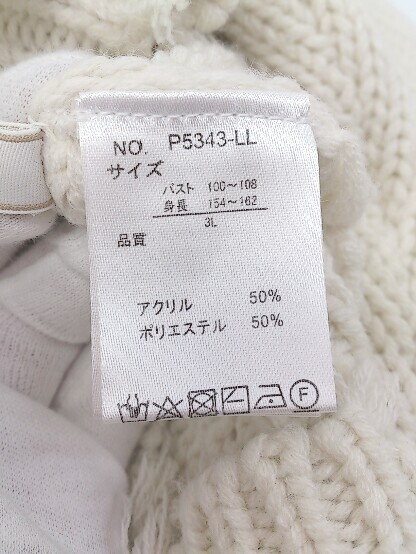 NO. P5343-LL
サイズ
バスト 100～108
身長 154～162
3L
品質
アクリル 50%
ポリエステル 50%
F